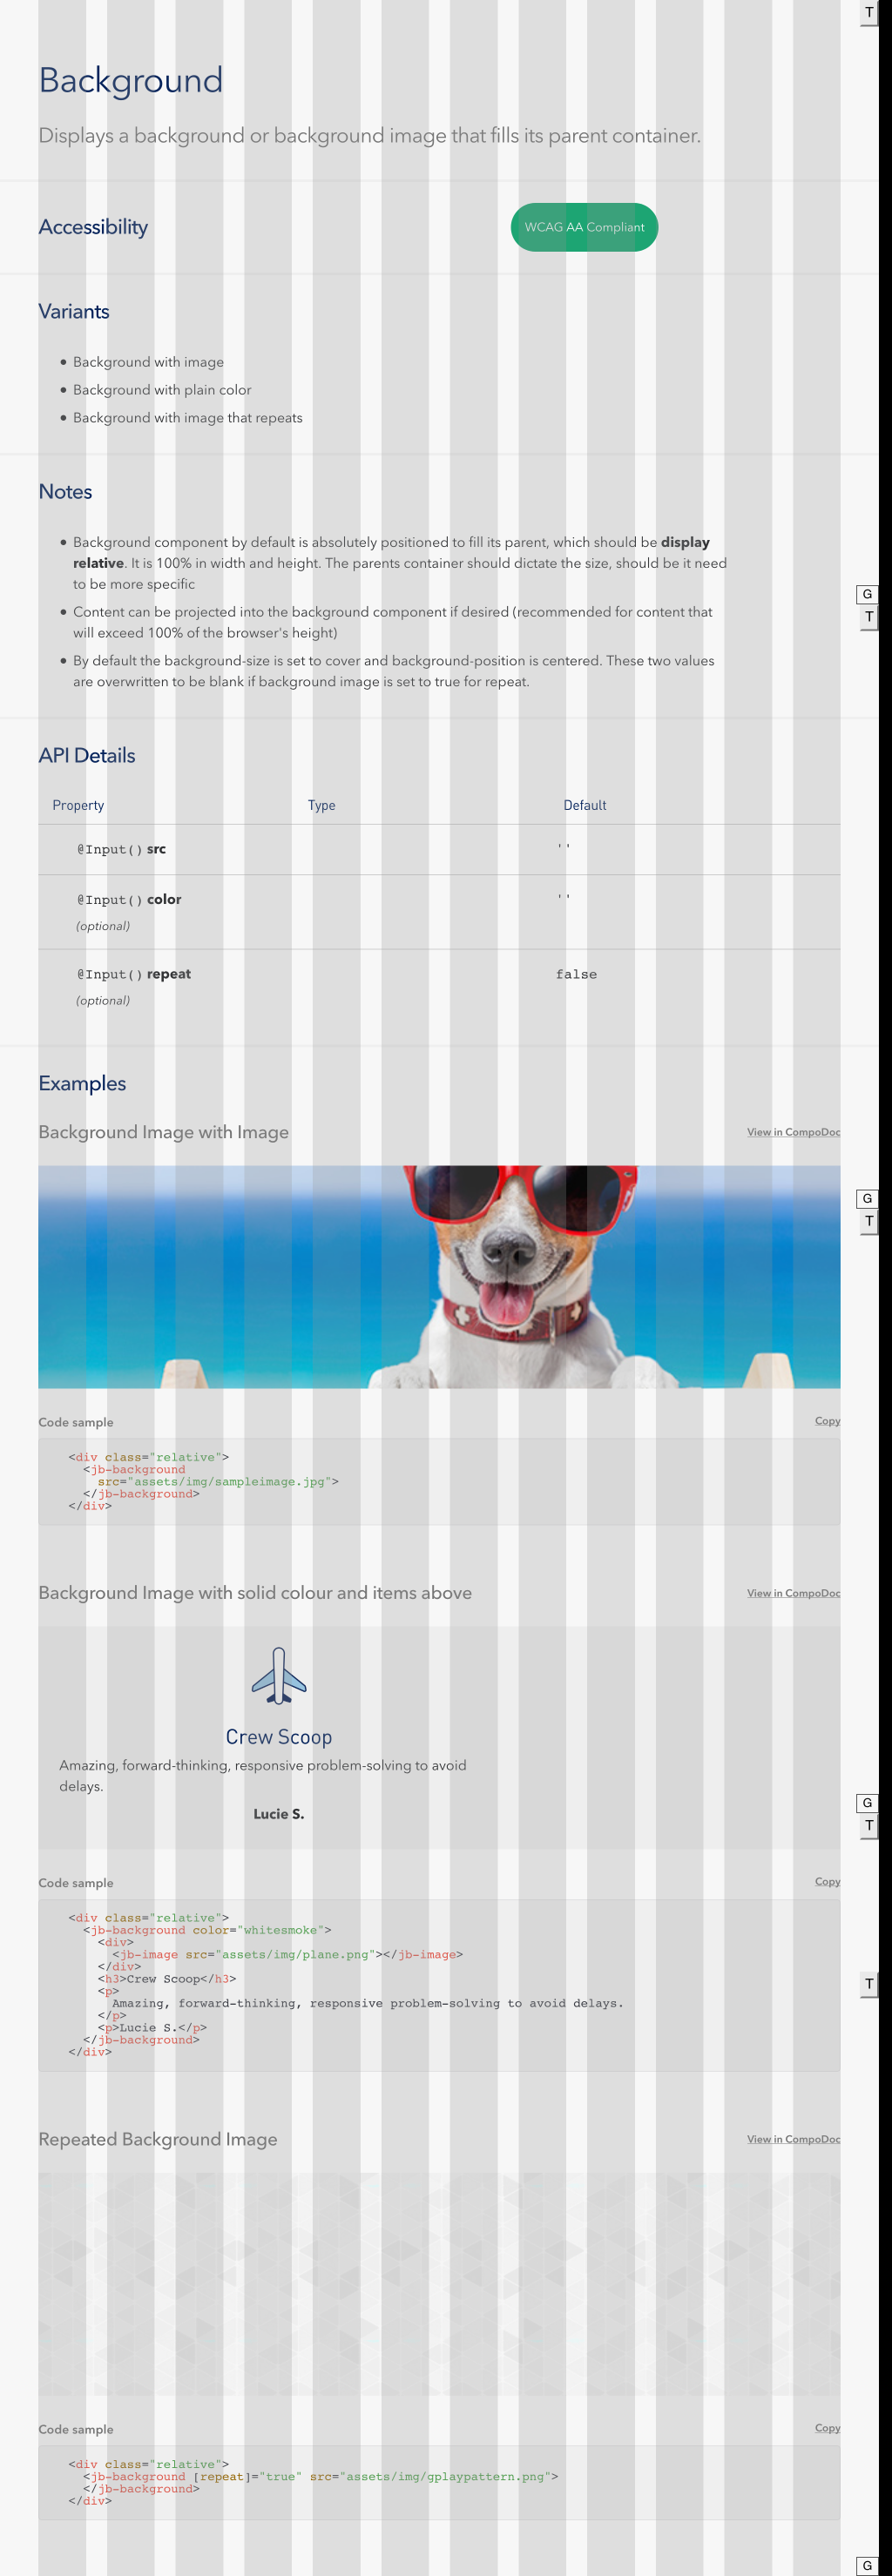 T
Background
Displays a background or background image that fills its parent container.
Accessibility
WCAG AA Compliant
Variants
Background with image
Background with plain color
Background with image that repeats
Notes
Background component by default is absolutely positioned to fill its parent, which should be display
relative. It is 100% in width and height. The parents container should dictate the size, should be it need
to be more specific
G
Content can be projected into the background component if desired (recommended for content that
T
will exceed 100% of the browser's height)
By default the background-size is set to cover and background-position is centered. These two values
are overwritten to be blank if background image is set to true for repeat.
API Details
Property Type Default
@Input() src ''
@Input() color ''
(optional)
@Input() repeat false
(optional)
Examples
Background Image with Image View in CompoDoc
G
T
Code sample Copy
<div class="relative">
<jb-background
src="assets/img/sampleimage.jpg">
</jb-background>
</div>
Background Image with solid colour and items above View in CompoDoc
Crew Scoop
Amazing, forward-thinking, responsive problem-solving to avoid
delays.
G
Lucie S.
T
Code sample Copy
<div class="relative">
<jb-background color="whitesmoke">
<div>
<jb-image src="assets/img/plane.png"></jb-image>
</div>
<h3>Crew Scoop</h3>
T
<p>
Amazing, forward-thinking, responsive problem-solving to avoid delays.
</p>
<p>Lucie S.</p>
</jb-background>
</div>
Repeated Background Image View in CompoDoc
Code sample Copy
<div class="relative">
<jb-background [repeat]="true" src="assets/img/gplaypattern.png">
</jb-background>
</div>
G